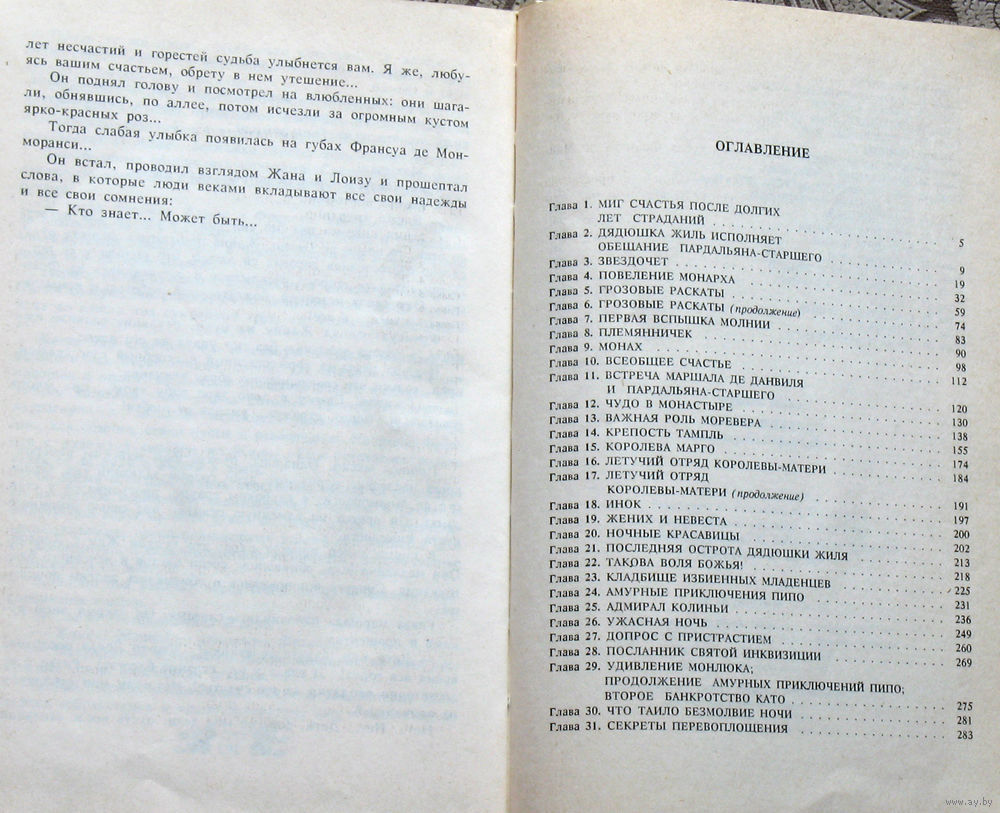 лет несчастий и горестей судьба улыбнется вам. Я же, любу-
ясь вашим счастьем, обрету в нем утешение...
Он поднял голову и посмотрел на влюбленных: они шага-
ли, обнявшись, по аллее, потом исчезли за огромным кустом
ярко-красных роз...
Тогда слабая улыбка появилась на губах Франсуа де Мон-
моранси...
Он встал, проводил взглядом Жана и Лоизу и прошептал
слова, в которые люди веками вкладывают все свои надежды
и все свои сомнения:
— Кто знает... Может быть...
ОГЛАВЛЕНИЕ
Глава 1. МИГ СЧАСТЬЯ ПОСЛЕ ДОЛГИХ
ЛЕТ СТРАДАНИЙ 5
Глава 2. ДЯДЮШКА ЖИЛЬ ИСПОЛНЯЕТ
ОБЕЩАНИЕ ПАРДАЛЬЯНА-СТАРШЕГО 9
Глава 3. ЗВЕЗДОЧЕТ 19
Глава 4. ПОВЕЛЕНИЕ МОНАРХА 32
Глава 5. ГРОЗОВЫЕ РАСКАТЫ 59
Глава 6. ГРОЗОВЫЕ РАСКАТЫ (продолжение) 74
Глава 7. ПЕРВАЯ ВСПЫШКА МОЛНИИ 83
Глава 8. ПЛЕМЯННИЧЕК 90
Глава 9. МОНАХ 98
Глава 10. ВСЕОБЩЕЕ СЧАСТЬЕ 112
Глава 11. ВСТРЕЧА МАРШАЛА ДЕ ДАНВИЛЯ
И ПАРДАЛЬЯНА-СТАРШЕГО 120
Глава 12. ЧУДО В МОНАСТЫРЕ 130
Глава 13. ВАЖНАЯ РОЛЬ МОРЕВЕРА 138
Глава 14. КРЕПОСТЬ ТАМПЛЬ 155
Глава 15. КОРОЛЕВА МАРГО 174
Глава 16. ЛЕТУЧИЙ ОТРЯД КОРОЛЕВЫ-МАТЕРИ 184
Глава 17. ЛЕТУЧИЙ ОТРЯД
КОРОЛЕВЫ-МАТЕРИ (продолжение) 191
Глава 18. ИНОК 197
Глава 19. ЖЕНИХ И НЕВЕСТА 200
Глава 20. НОЧНЫЕ КРАСАВИЦЫ 202
Глава 21. ПОСЛЕДНЯЯ ОСТРОТА ДЯДЮШКИ ЖИЛЯ 213
Глава 22. ТАКОВА ВОЛЯ БОЖЬЯ! 218
Глава 23. КЛАДБИЩЕ ИЗБИЕННЫХ МЛАДЕНЦЕВ 225
Глава 24. АМУРНЫЕ ПРИКЛЮЧЕНИЯ ПИПО 231
Глава 25. АДМИРАЛ КОЛИНЬИ 236
Глава 26. УЖАСНАЯ НОЧЬ 249
Глава 27. ДОПРОС С ПРИСТРАСТИЕМ 260
Глава 28. ПОСЛАННИК СВЯТОЙ ИНКВИЗИЦИИ 269
Глава 29. УДИВЛЕНИЕ МОНЛЮКА;
ПРОДОЛЖЕНИЕ АМУРНЫХ ПРИКЛЮЧЕНИЙ ПИПО;
ВТОРОЕ БАНКРОТСТВО КАТО 275
Глава 30. ЧТО ТАИЛО БЕЗМОЛВИЕ НОЧИ 281
Глава 31. СЕКРЕТЫ ПЕРЕВОПЛОЩЕНИЯ 283
www.ay.by